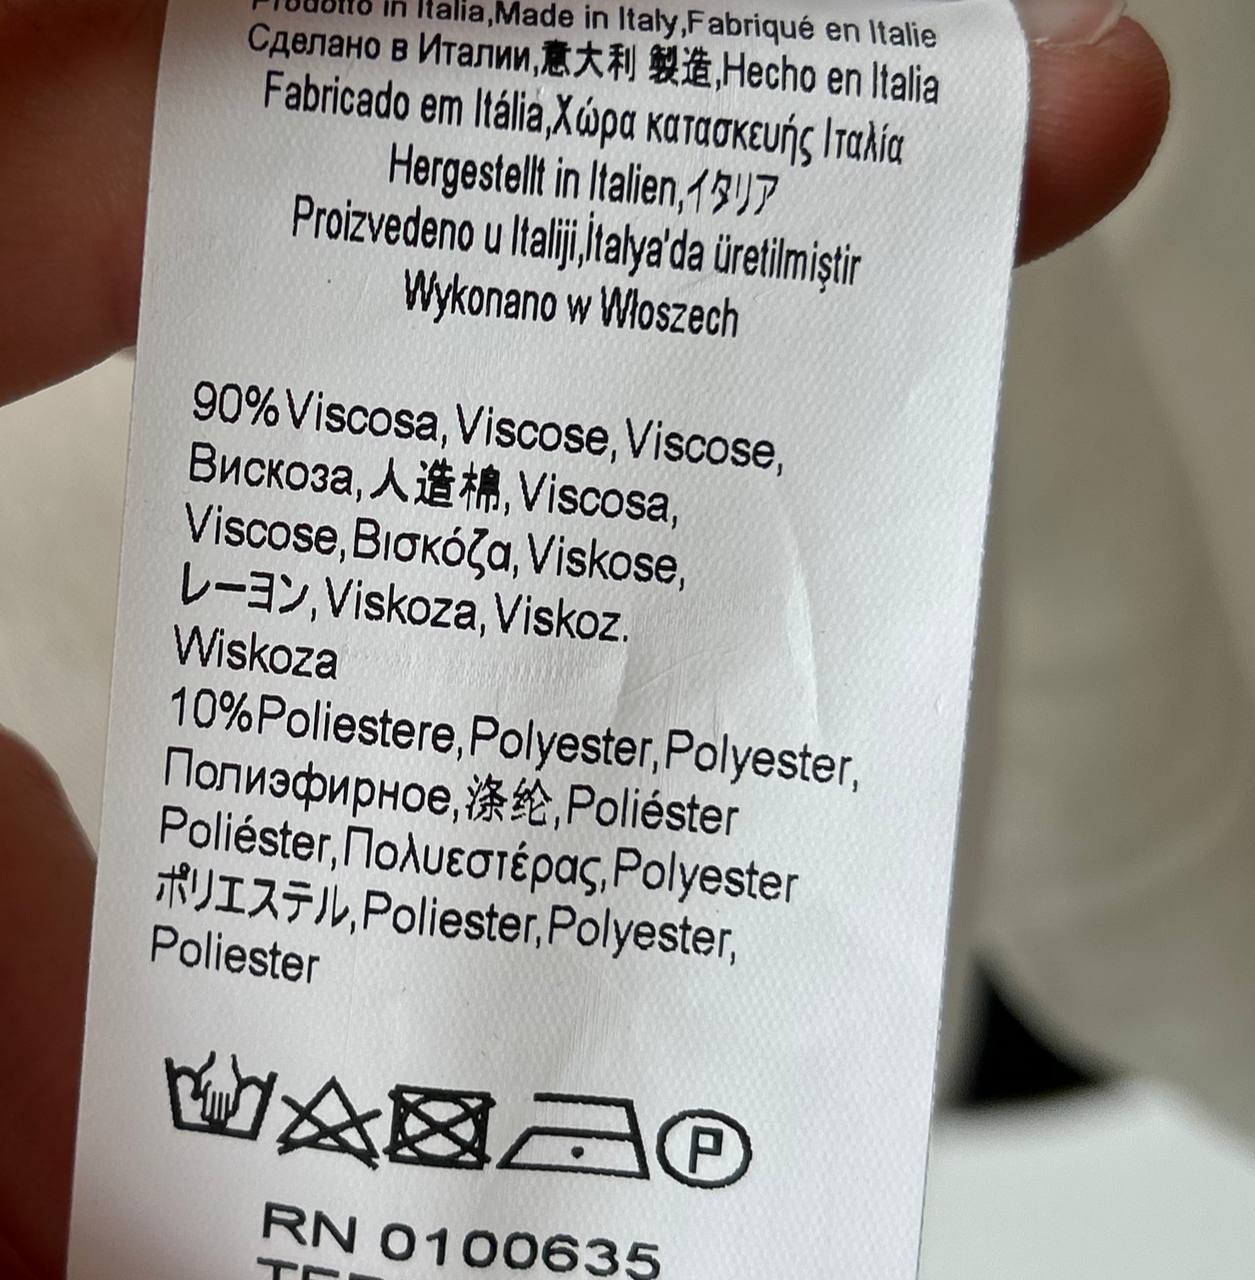 Prodotto in Italia,Made in Italy,Fabriqué en Italie
Сделано в Италии,意大利 製造,Hecho en Italia
Fabricado em Itália,Χώρα κατασκευής Ιταλία
Hergestellt in Italien,イタリア
Proizvedeno u Italiji,İtalya'da üretilmiştir
Wykonano w Włoszech
90%Viscosa,Viscose,Viscose,
Вискоза,人造棉,Viscosa,
Viscose,Βισκόζα,Viskose,
レーヨン,Viskoza,Viskoz.
Wiskoza
10%Poliestere,Polyester,Polyester,
Полиэфирное,涤纶,Poliéster
Poliéster,Πολυεστέρας,Polyester
ポリエステル,Poliester,Polyester,
Poliester
P
RN 0100635